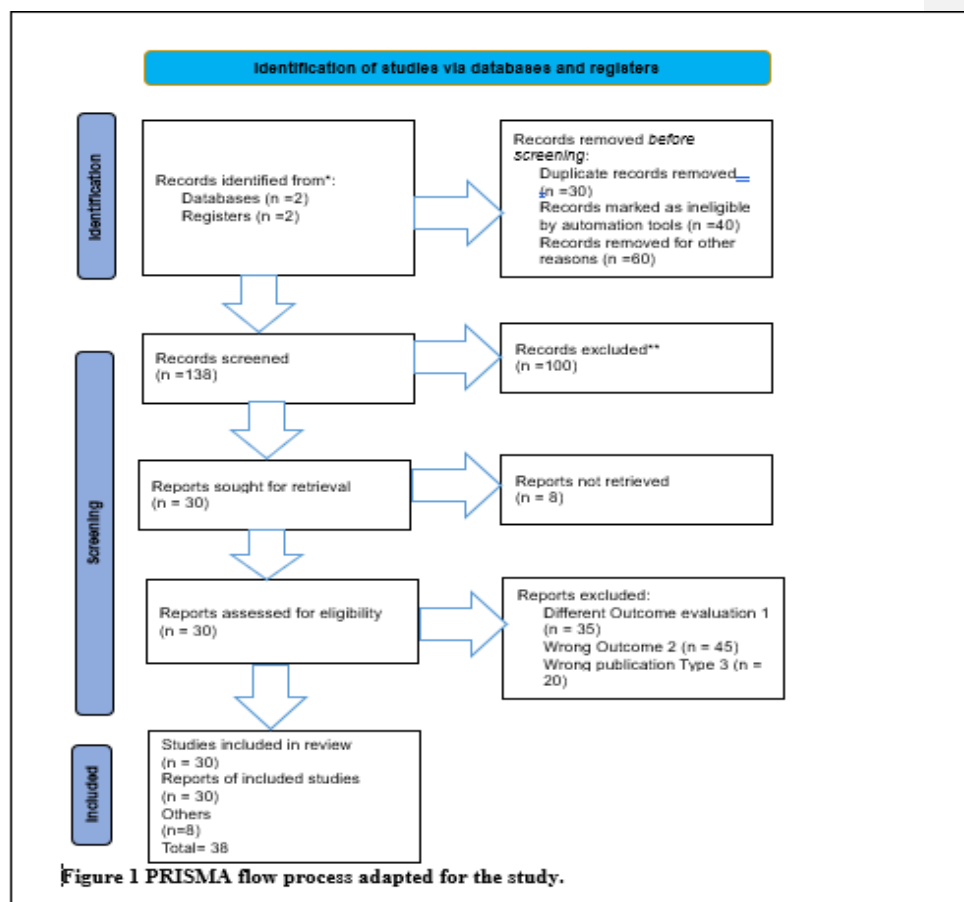 Identification of studies via databases and registers
Identification
Records identified from*:
Databases (n =2)
Registers (n =2)
Records removed before
screening:
Duplicate records removed
(n =30)
Records marked as ineligible
by automation tools (n =40)
Records removed for other
reasons (n =60)
Screening
Records screened
(n =138)
Records excluded**
(n =100)
Reports sought for retrieval
(n = 30)
Reports not retrieved
(n = 8)
Reports assessed for eligibility
(n = 30)
Reports excluded:
Different Outcome evaluation 1
(n = 35)
Wrong Outcome 2 (n = 45)
Wrong publication Type 3 (n =
20)
Included
Studies included in review
(n = 30)
Reports of included studies
(n = 30)
Others
(n=8)
Total= 38
Figure 1 PRISMA flow process adapted for the study.